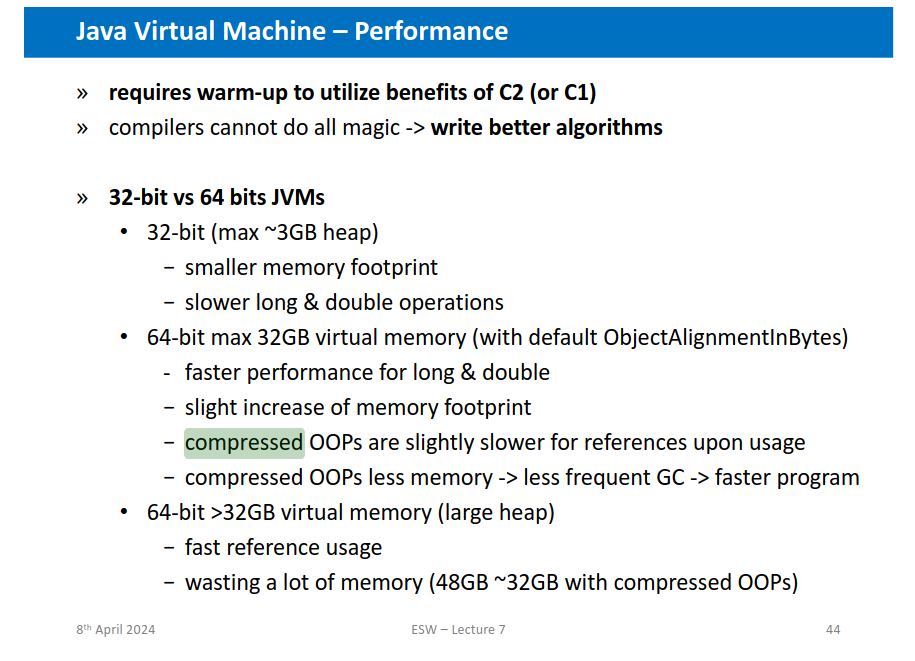 Java Virtual Machine – Performance
» requires warm-up to utilize benefits of C2 (or C1)
» compilers cannot do all magic -> write better algorithms
» 32-bit vs 64 bits JVMs
• 32-bit (max ~3GB heap)
− smaller memory footprint
− slower long & double operations
• 64-bit max 32GB virtual memory (with default ObjectAlignmentInBytes)
- faster performance for long & double
− slight increase of memory footprint
− compressed OOPs are slightly slower for references upon usage
− compressed OOPs less memory -> less frequent GC -> faster program
• 64-bit >32GB virtual memory (large heap)
− fast reference usage
− wasting a lot of memory (48GB ~32GB with compressed OOPs)
8th April 2024 ESW – Lecture 7 44